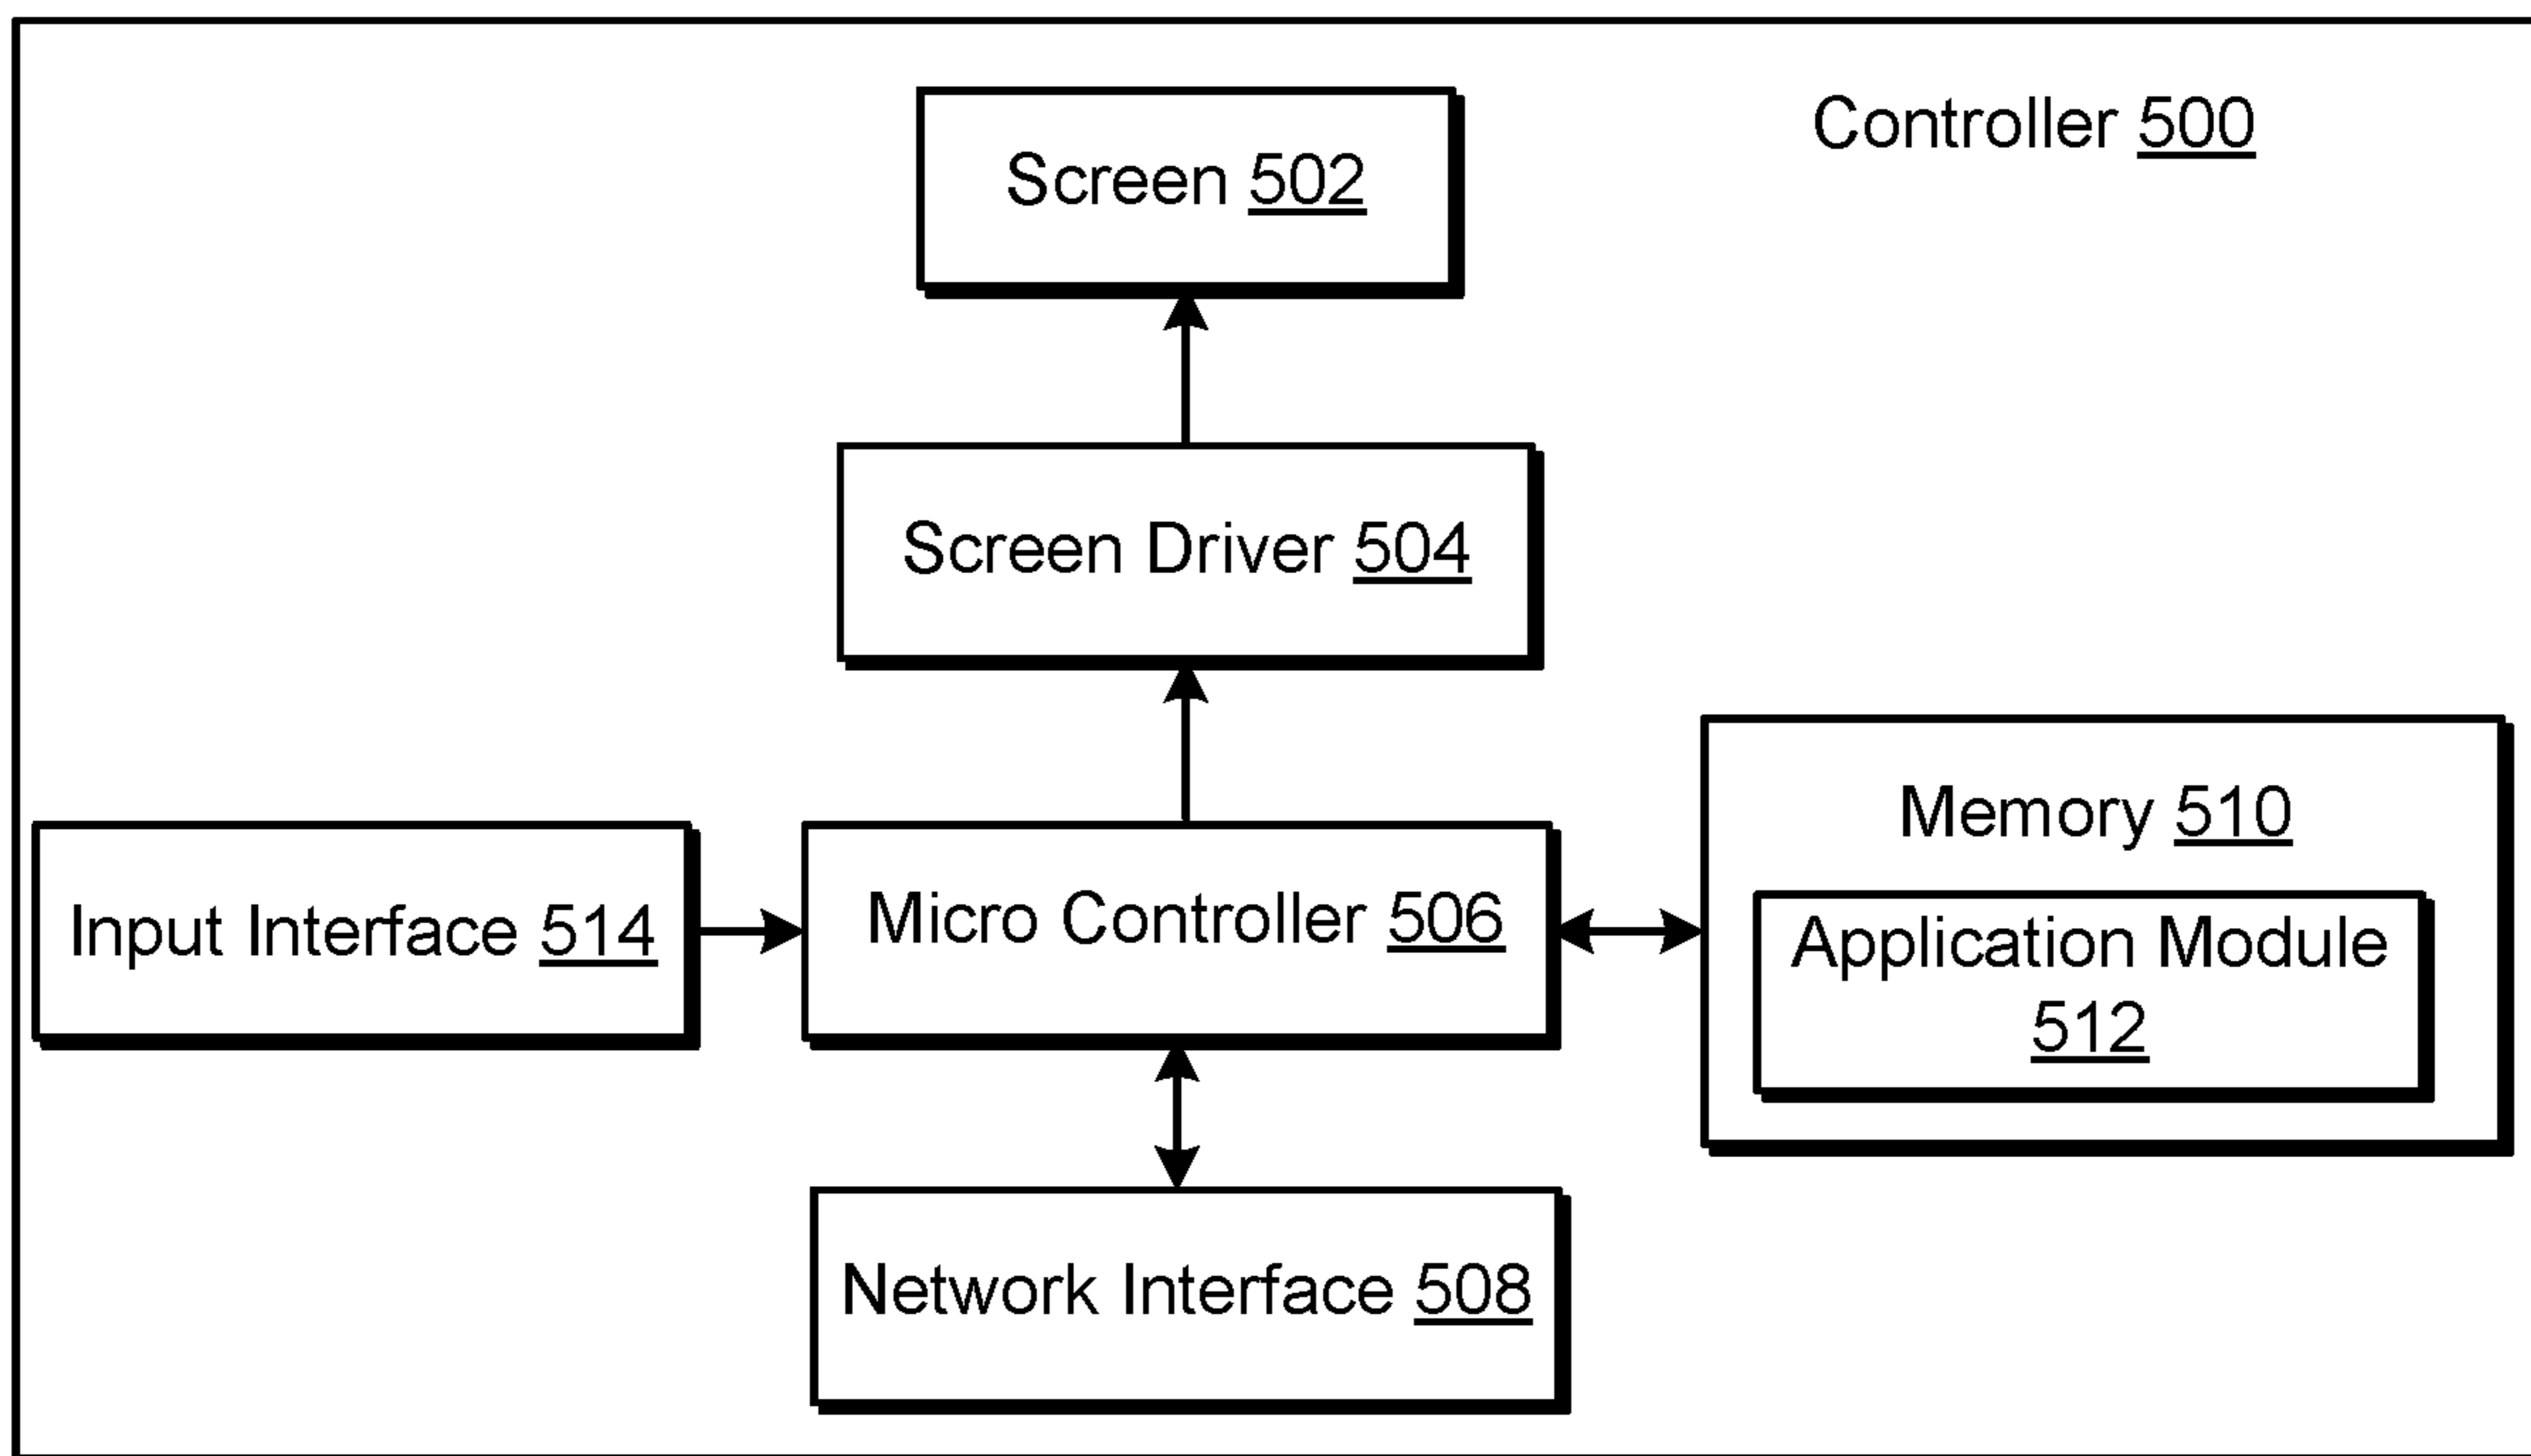 Controller 500
Screen 502
Screen Driver 504
Input Interface 514
Micro Controller 506
Memory 510
Application Module
512
Network Interface 508